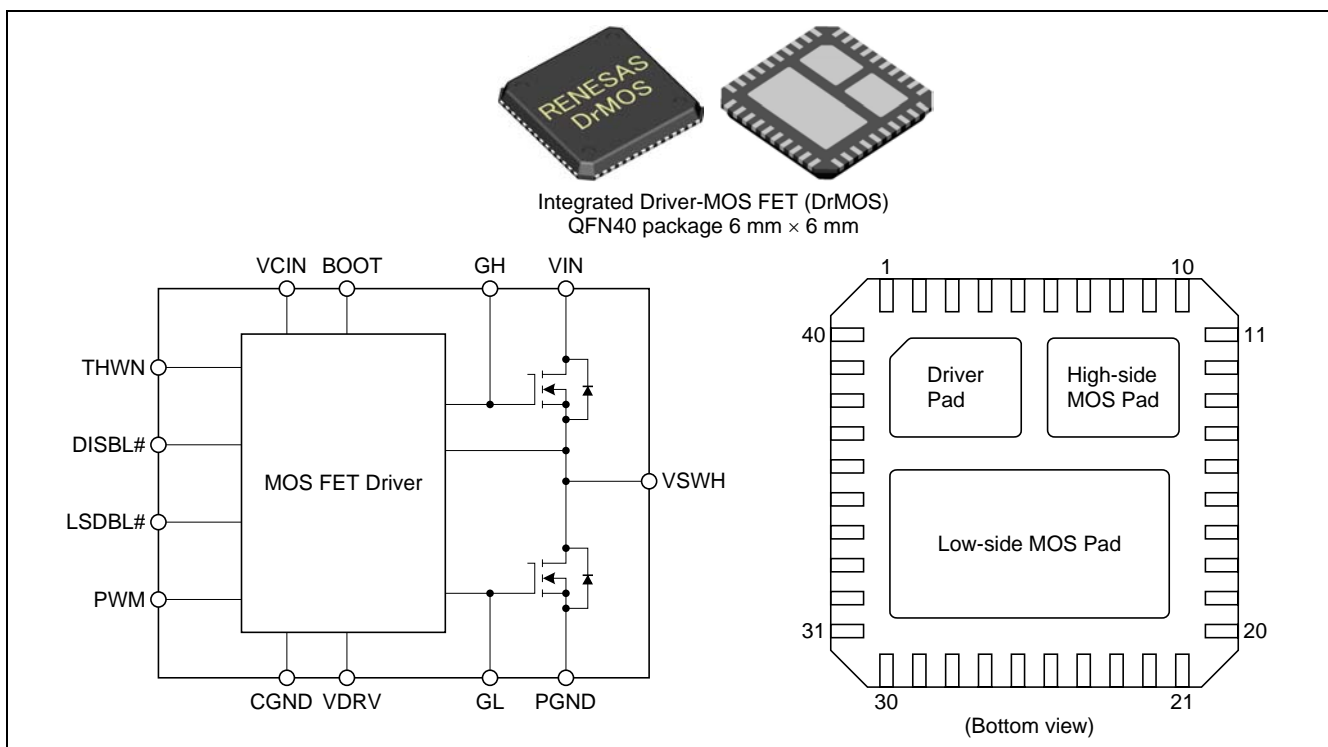 RENESAS
DrMOS
Integrated Driver-MOS FET (DrMOS)
QFN40 package 6 mm × 6 mm
VCIN BOOT GH VIN
THWN
DISBL#
LSDBL#
PWM
MOS FET Driver
VSWH
CGND VDRV GL PGND
1 10
40 11
Driver
Pad
High-side
MOS Pad
Low-side MOS Pad
31 20
30 21
(Bottom view)